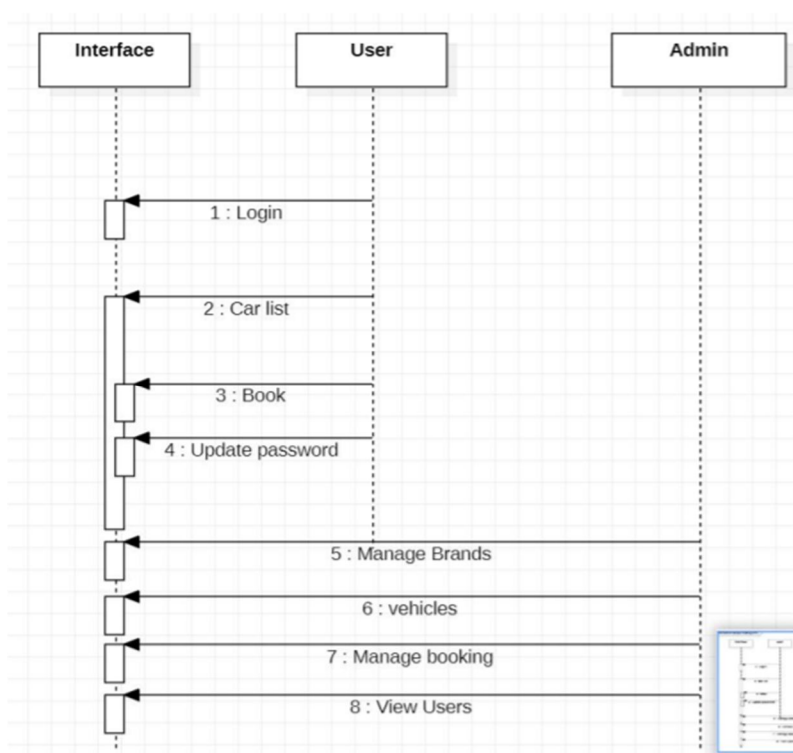 Interface User Admin
1 : Login
2 : Car list
3 : Book
4 : Update password
5 : Manage Brands
6 : vehicles
7 : Manage booking
8 : View Users